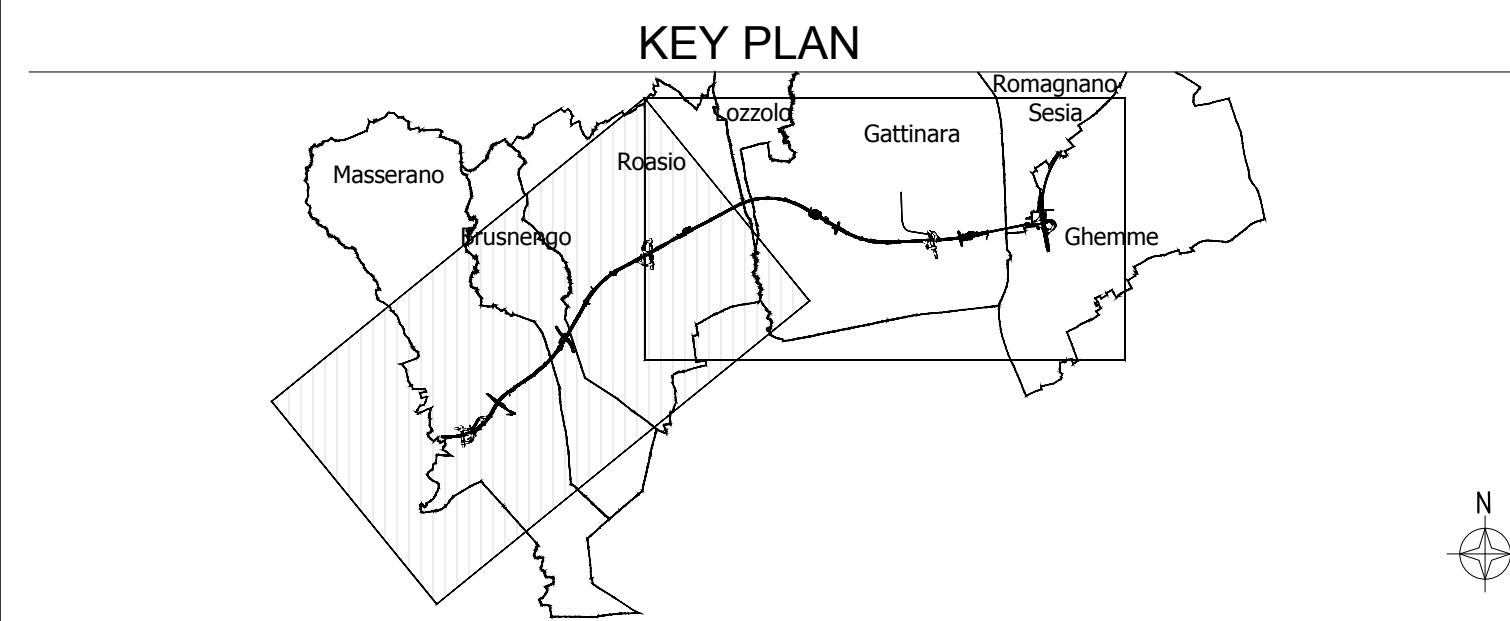 KEY PLAN
Romagnano
Sesia
Lozzolo
Gattinara
Roasio
Masserano
Brusnengo
Ghemme
N